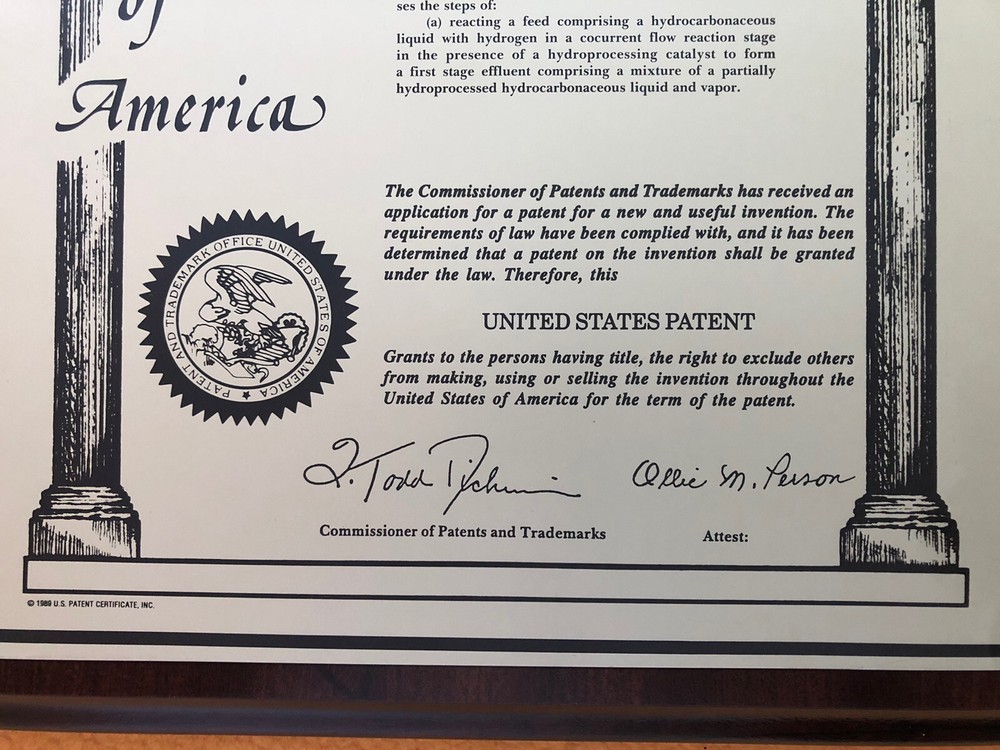 of
America
ses the steps of:
(a) reacting a feed comprising a hydrocarbonaceous
liquid with hydrogen in a cocurrent flow reaction stage
in the presence of a hydroprocessing catalyst to form
a first stage effluent comprising a mixture of a partially
hydroprocessed hydrocarbonaceous liquid and vapor.
The Commissioner of Patents and Trademarks has received an
application for a patent for a new and useful invention. The
requirements of law have been complied with, and it has been
determined that a patent on the invention shall be granted
under the law. Therefore, this
UNITED STATES PATENT
Grants to the persons having title, the right to exclude others
from making, using or selling the invention throughout the
United States of America for the term of the patent.
PATENT AND TRADEMARK OFFICE UNITED STATES OF AMERICA ★
Q. Todd Dickinson
Ollie M. Person
Commissioner of Patents and Trademarks
Attest:
© 1989 U.S. PATENT CERTIFICATE, INC.